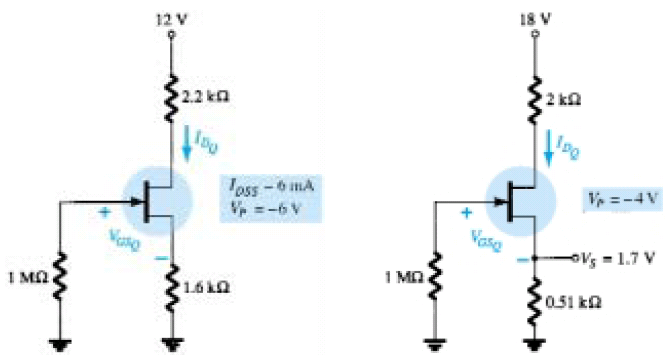 12 V
2.2 kΩ
I_DQ
I_DSS – 6 mA
V_P = –6 V
+
V_GSQ
–
1 MΩ
1.6 kΩ
18 V
2 kΩ
I_DQ
V_P = –4 V
+
V_GSQ
–
V_S = 1.7 V
1 MΩ
0.51 kΩ